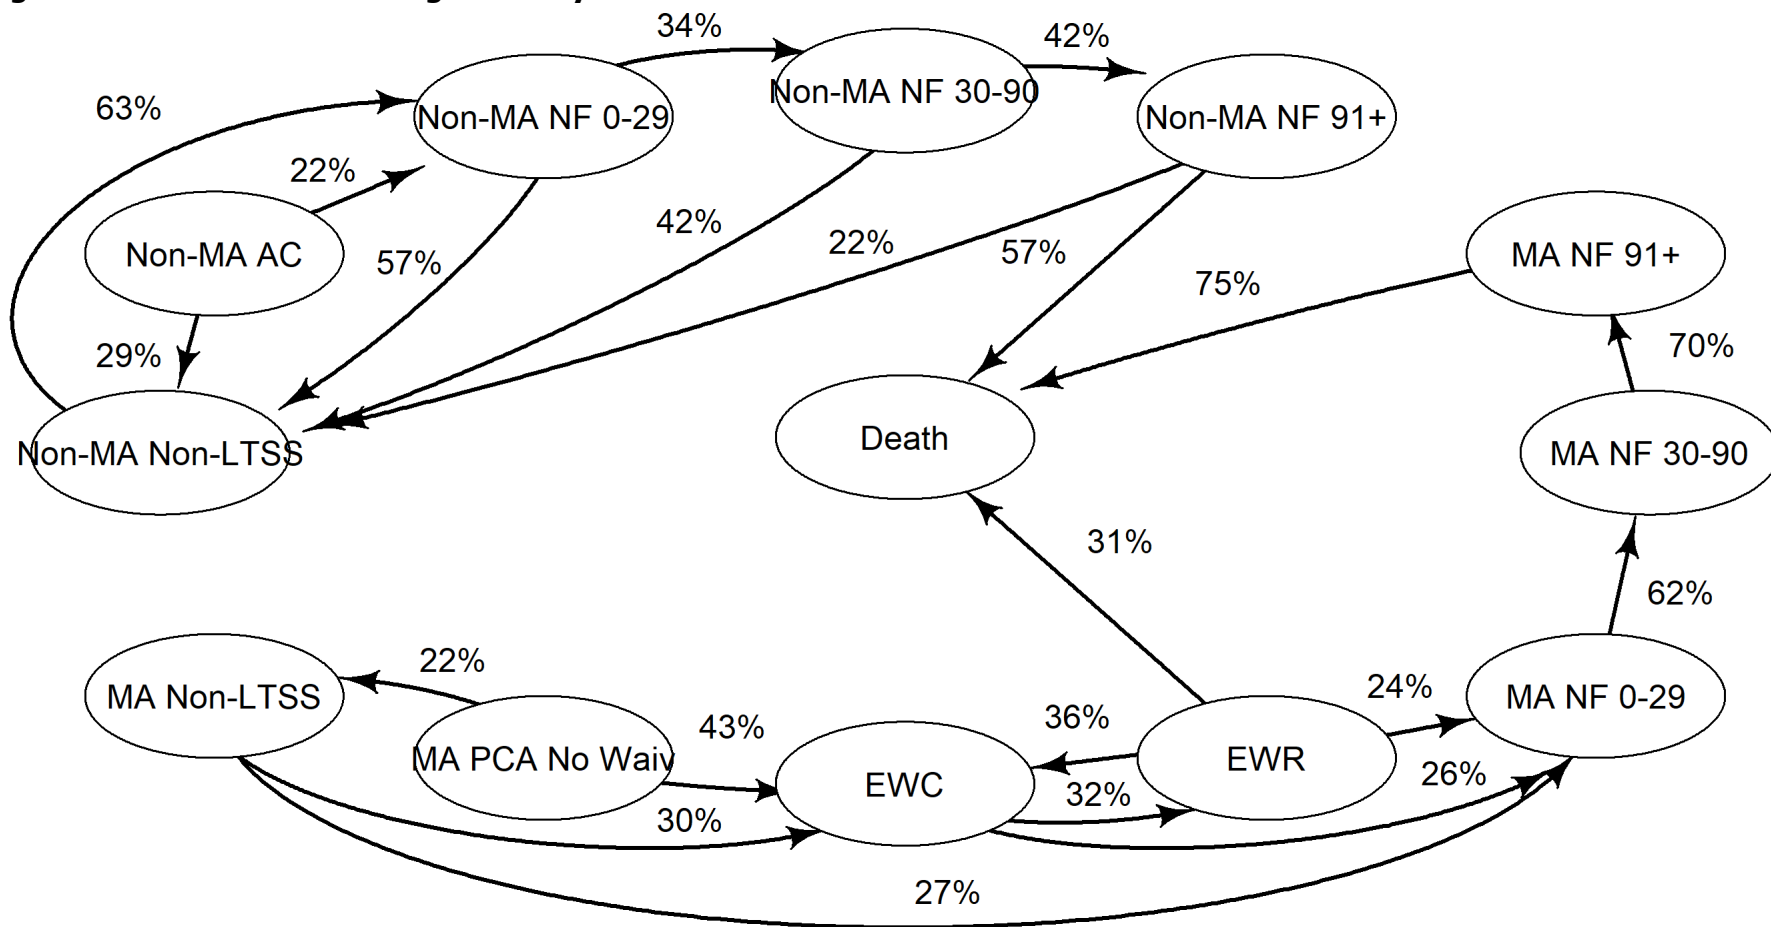 34%
42%
63%
Non-MA NF 0-29
Non-MA NF 30-90
Non-MA NF 91+
22%
42%
22%
57%
Non-MA AC
57%
MA NF 91+
75%
29%
70%
Non-MA Non-LTSS
Death
MA NF 30-90
31%
62%
22%
MA Non-LTSS
24%
MA NF 0-29
43%
36%
MA PCA No Waiv
EWC
EWR
32%
26%
30%
27%